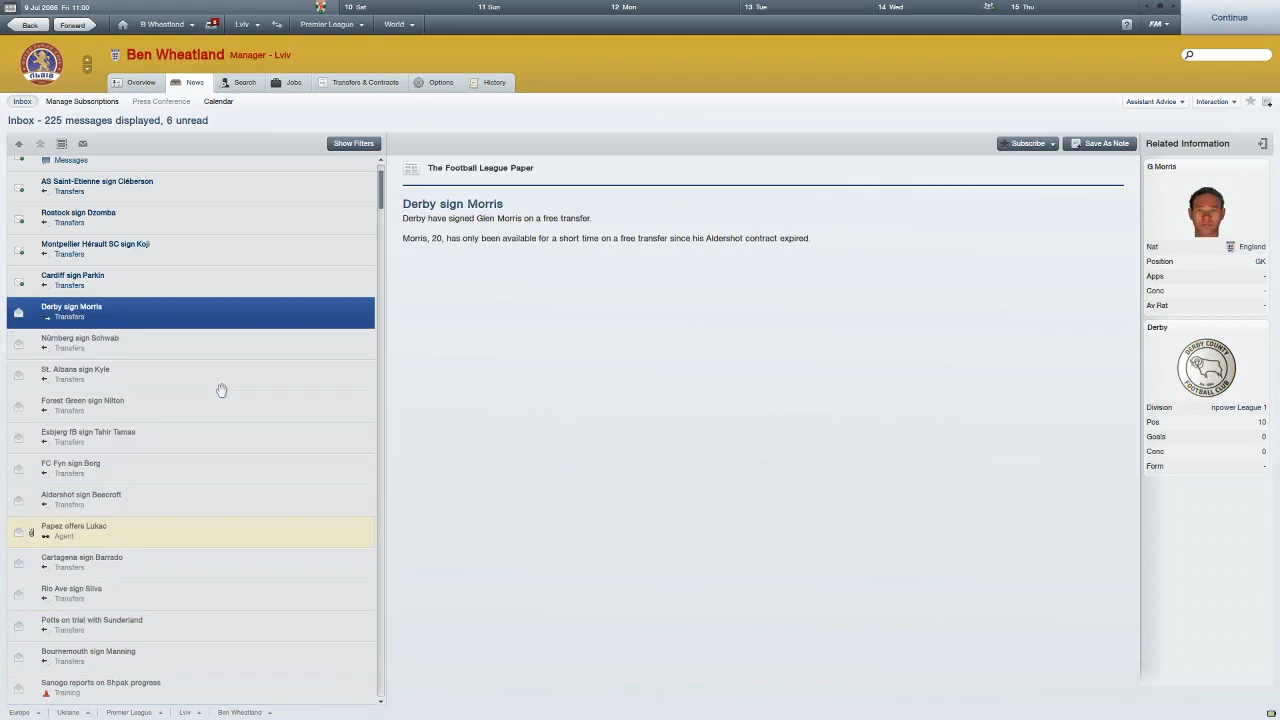 9 Jul 2066 Fri 11:00
10 Sat
11 Sun
12 Mon
13 Tue
14 Wed
15 Thu
Back
Forward
B Wheatland
Lviv
Premier League
World
FM
Continue
Ben Wheatland Manager - Lviv
Overview
News
Search
Jobs
Transfers & Contracts
Options
History
Inbox
Manage Subscriptions
Press Conference
Calendar
Assistant Advice
Interaction
Inbox - 225 messages displayed, 6 unread
Show Filters
Subscribe
Save As Note
Related Information
Messages
AS Saint-Etienne sign Cléberson
Transfers
Rostock sign Dzomba
Transfers
Montpellier Hérault SC sign Koji
Transfers
Cardiff sign Parkin
Transfers
Derby sign Morris
Transfers
Nürnberg sign Schwab
Transfers
St. Albans sign Kyle
Transfers
Forest Green sign Nilton
Transfers
Esbjerg fB sign Tahir Tamas
Transfers
FC Fyn sign Borg
Transfers
Aldershot sign Beecroft
Transfers
Papez offers Lukac
Agent
Cartagena sign Barrado
Transfers
Rio Ave sign Silva
Transfers
Potts on trial with Sunderland
Transfers
Bournemouth sign Manning
Transfers
Sanogo reports on Shpak progress
Training
The Football League Paper
Derby sign Morris
Derby have signed Glen Morris on a free transfer.
Morris, 20, has only been available for a short time on a free transfer since his Aldershot contract expired.
G Morris
Nat England
Position GK
Apps -
Conc -
Av Rat -
Derby
DERBY COUNTY
FOOTBALL CLUB
Division npower League 1
Pos 10
Goals 0
Conc 0
Form -
Europe
Ukraine
Premier League
Lviv
Ben Wheatland